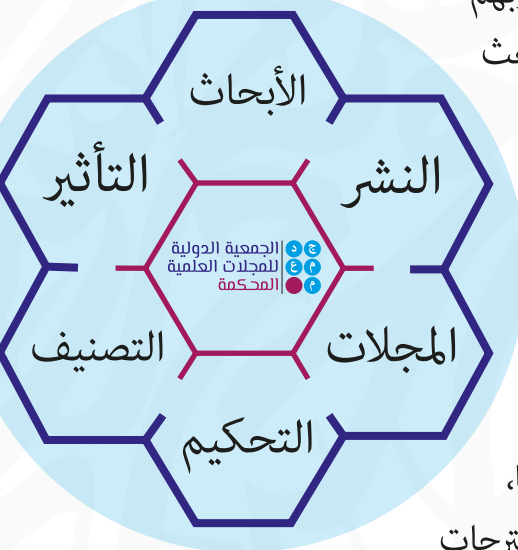 الأبحاث
النشر
التأثير
الجمعية الدولية
للمجلات العلمية
المحكمة
ج د
م ع
م
المجلات
التصنيف
التحكيم